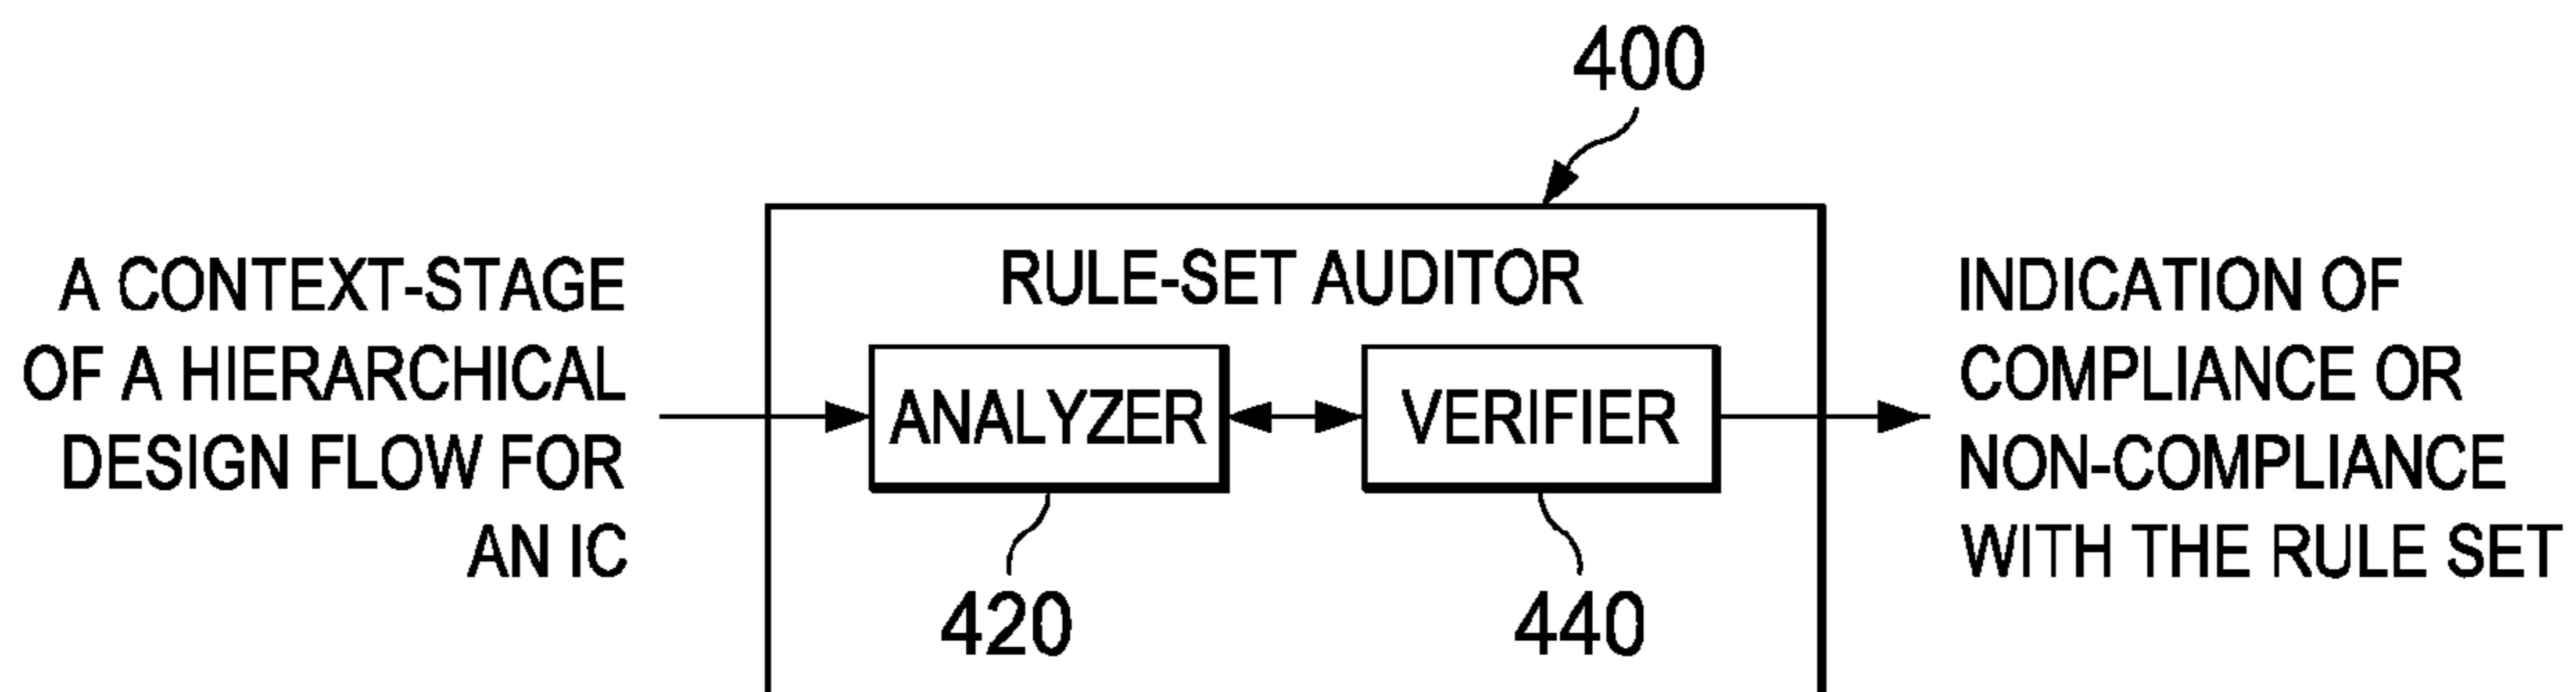 400
A CONTEXT-STAGE
OF A HIERARCHICAL
DESIGN FLOW FOR
AN IC
RULE-SET AUDITOR
ANALYZER
VERIFIER
420
440
INDICATION OF
COMPLIANCE OR
NON-COMPLIANCE
WITH THE RULE SET